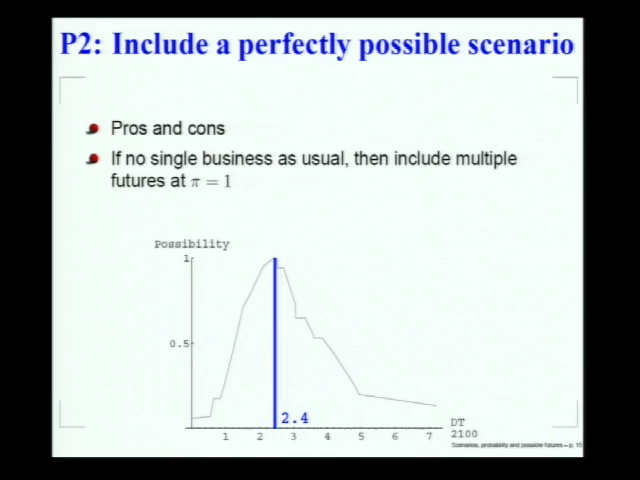 P2: Include a perfectly possible scenario
Pros and cons
If no single business as usual, then include multiple
futures at π = 1
Possibility
1
0.5
2.4
1 2 3 4 5 6 7
DT
2100
Scenarios, probability and possible futures – p. 15